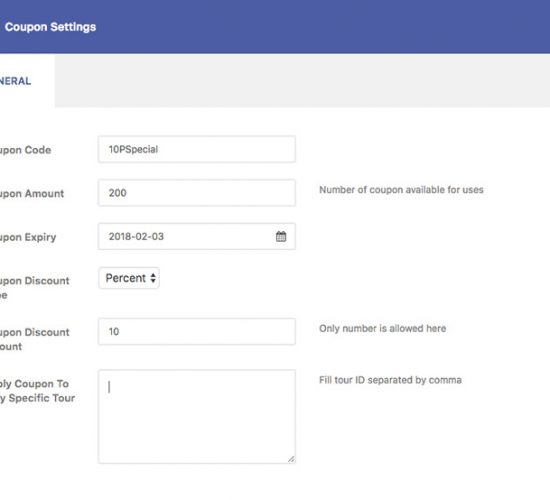 Coupon Settings
NERAL
upon Code
10PSpecial
upon Amount
200
Number of coupon available for uses
upon Expiry
2018-02-03
upon Discount
pe
Percent
upon Discount
ount
10
Only number is allowed here
ply Coupon To
y Specific Tour
Fill tour ID separated by comma